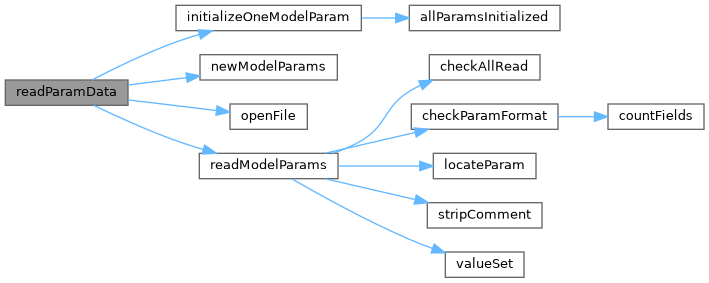 readParamData
initializeOneModelParam
allParamsInitialized
newModelParams
openFile
readModelParams
checkAllRead
checkParamFormat
countFields
locateParam
stripComment
valueSet